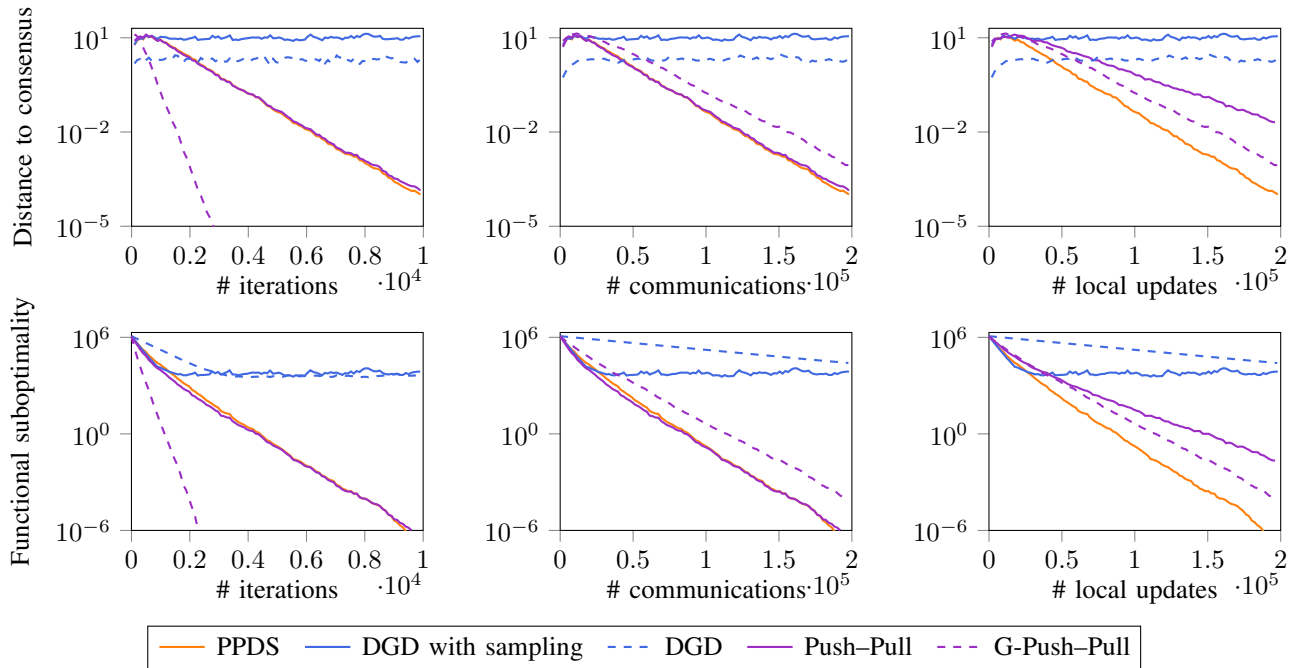 Distance to consensus
10^1
10^−2
10^−5
0 0.2 0.4 0.6 0.8 1
# iterations ·10^4
0 0.5 1 1.5 2
# communications ·10^5
10^1
10^−2
10^−5
0 0.5 1 1.5 2
# local updates ·10^5
10^1
10^−2
10^−5
Functional suboptimality
10^6
10^0
10^−6
0 0.2 0.4 0.6 0.8 1
# iterations ·10^4
10^6
10^0
10^−6
0 0.5 1 1.5 2
# communications ·10^5
10^6
10^0
10^−6
0 0.5 1 1.5 2
# local updates ·10^5
PPDS DGD with sampling DGD Push–Pull G-Push–Pull